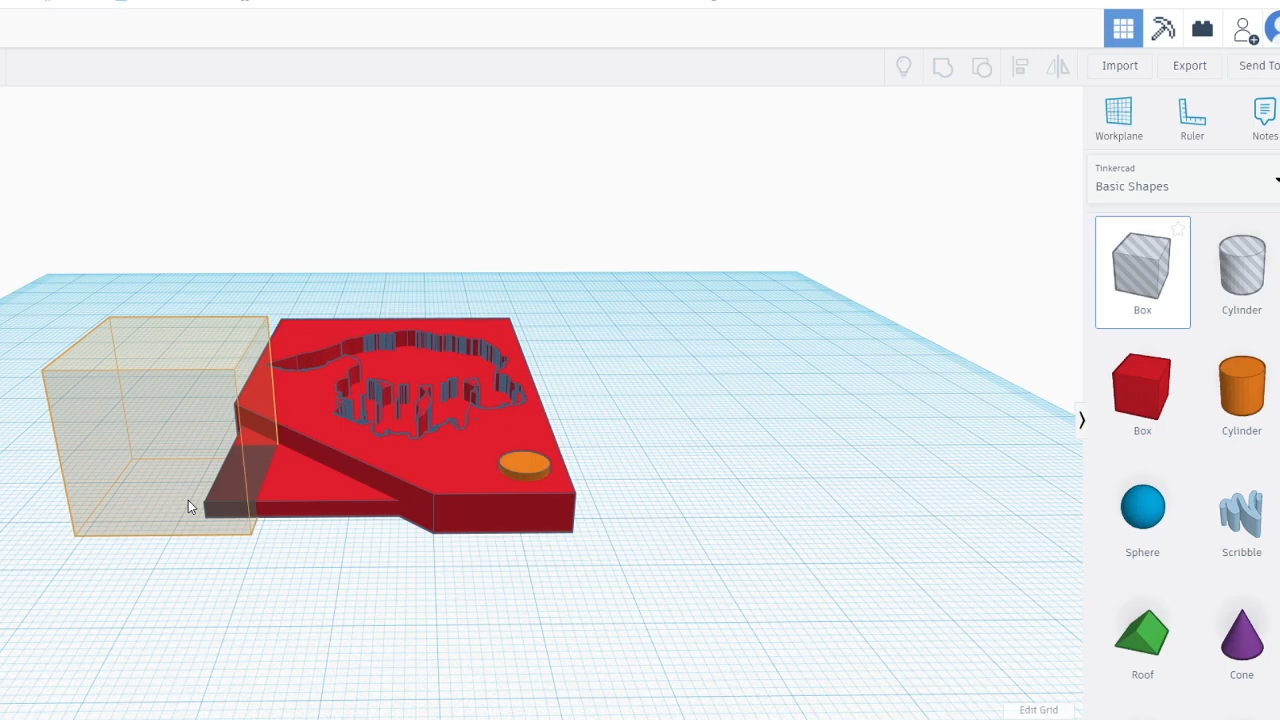 Import
Export
Send To
Workplane
Ruler
Notes
Tinkercad
Basic Shapes
Box
Cylinder
Box
Cylinder
Sphere
Scribble
Roof
Cone
Edit Grid